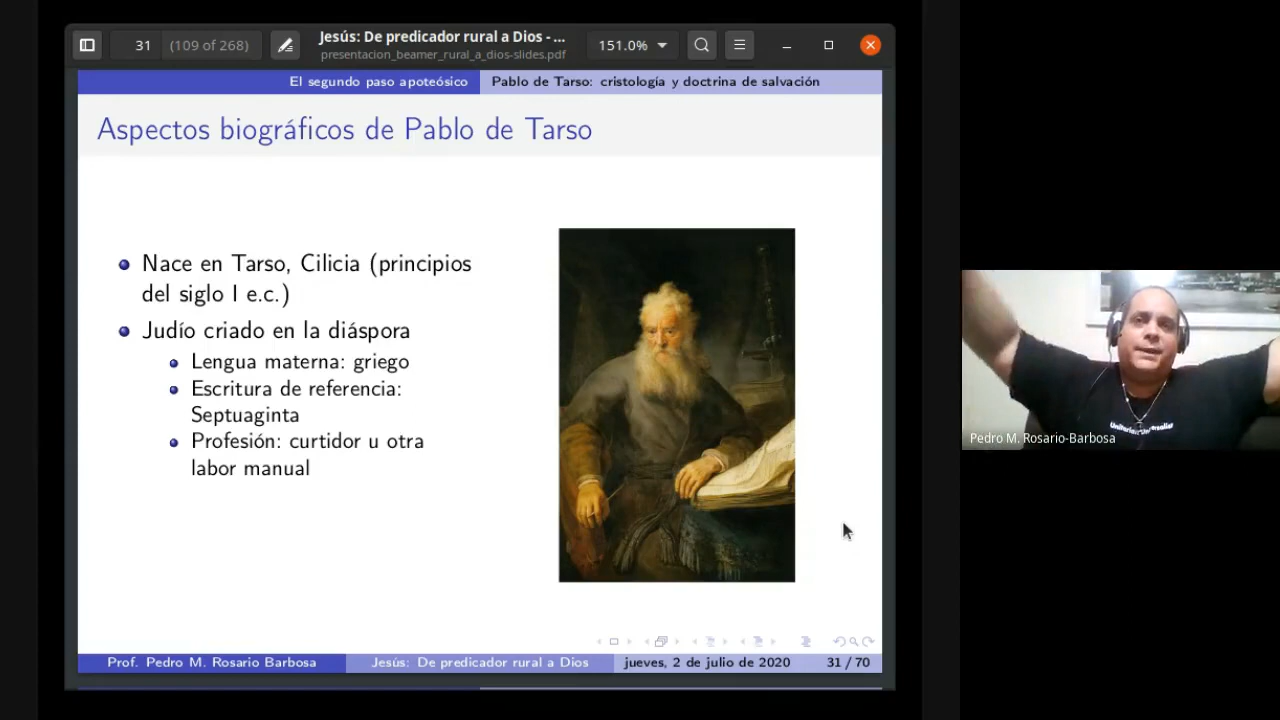 31 (109 of 268)
Jesús: De predicador rural a Dios - ...
presentacion_beamer_rural_a_dios-slides.pdf
151.0%
El segundo paso apoteósico
Pablo de Tarso: cristología y doctrina de salvación
Aspectos biográficos de Pablo de Tarso
Nace en Tarso, Cilicia (principios
del siglo I e.c.)
Judío criado en la diáspora
Lengua materna: griego
Escritura de referencia:
Septuaginta
Profesión: curtidor u otra
labor manual
Prof. Pedro M. Rosario Barbosa
Jesús: De predicador rural a Dios
jueves, 2 de julio de 2020
31 / 70
Pedro M. Rosario-Barbosa